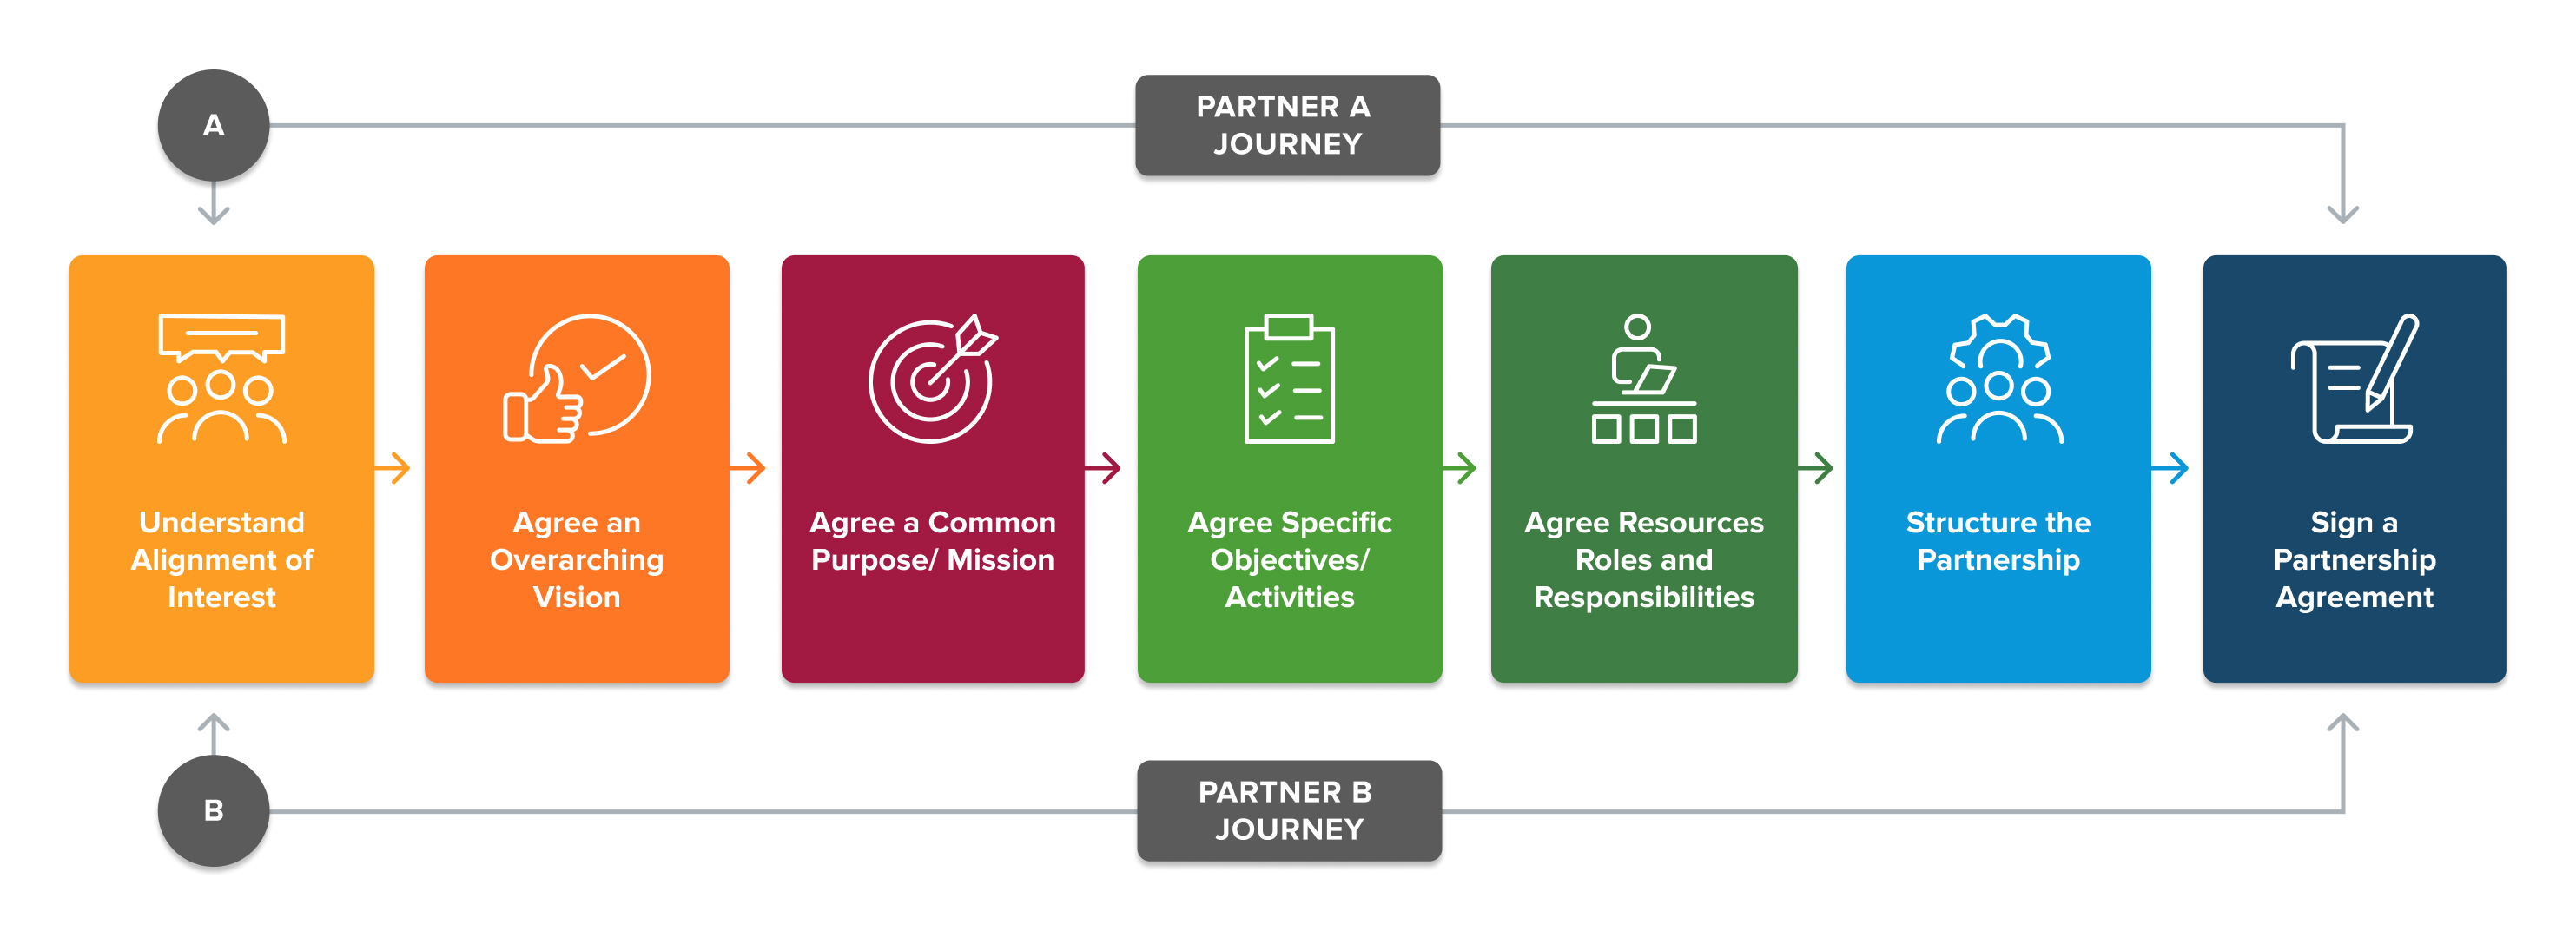 A
PARTNER A
JOURNEY
Understand
Alignment of
Interest
Agree an
Overarching
Vision
Agree a Common
Purpose/ Mission
Agree Specific
Objectives/
Activities
Agree Resources
Roles and
Responsibilities
Structure the
Partnership
Sign a
Partnership
Agreement
B
PARTNER B
JOURNEY